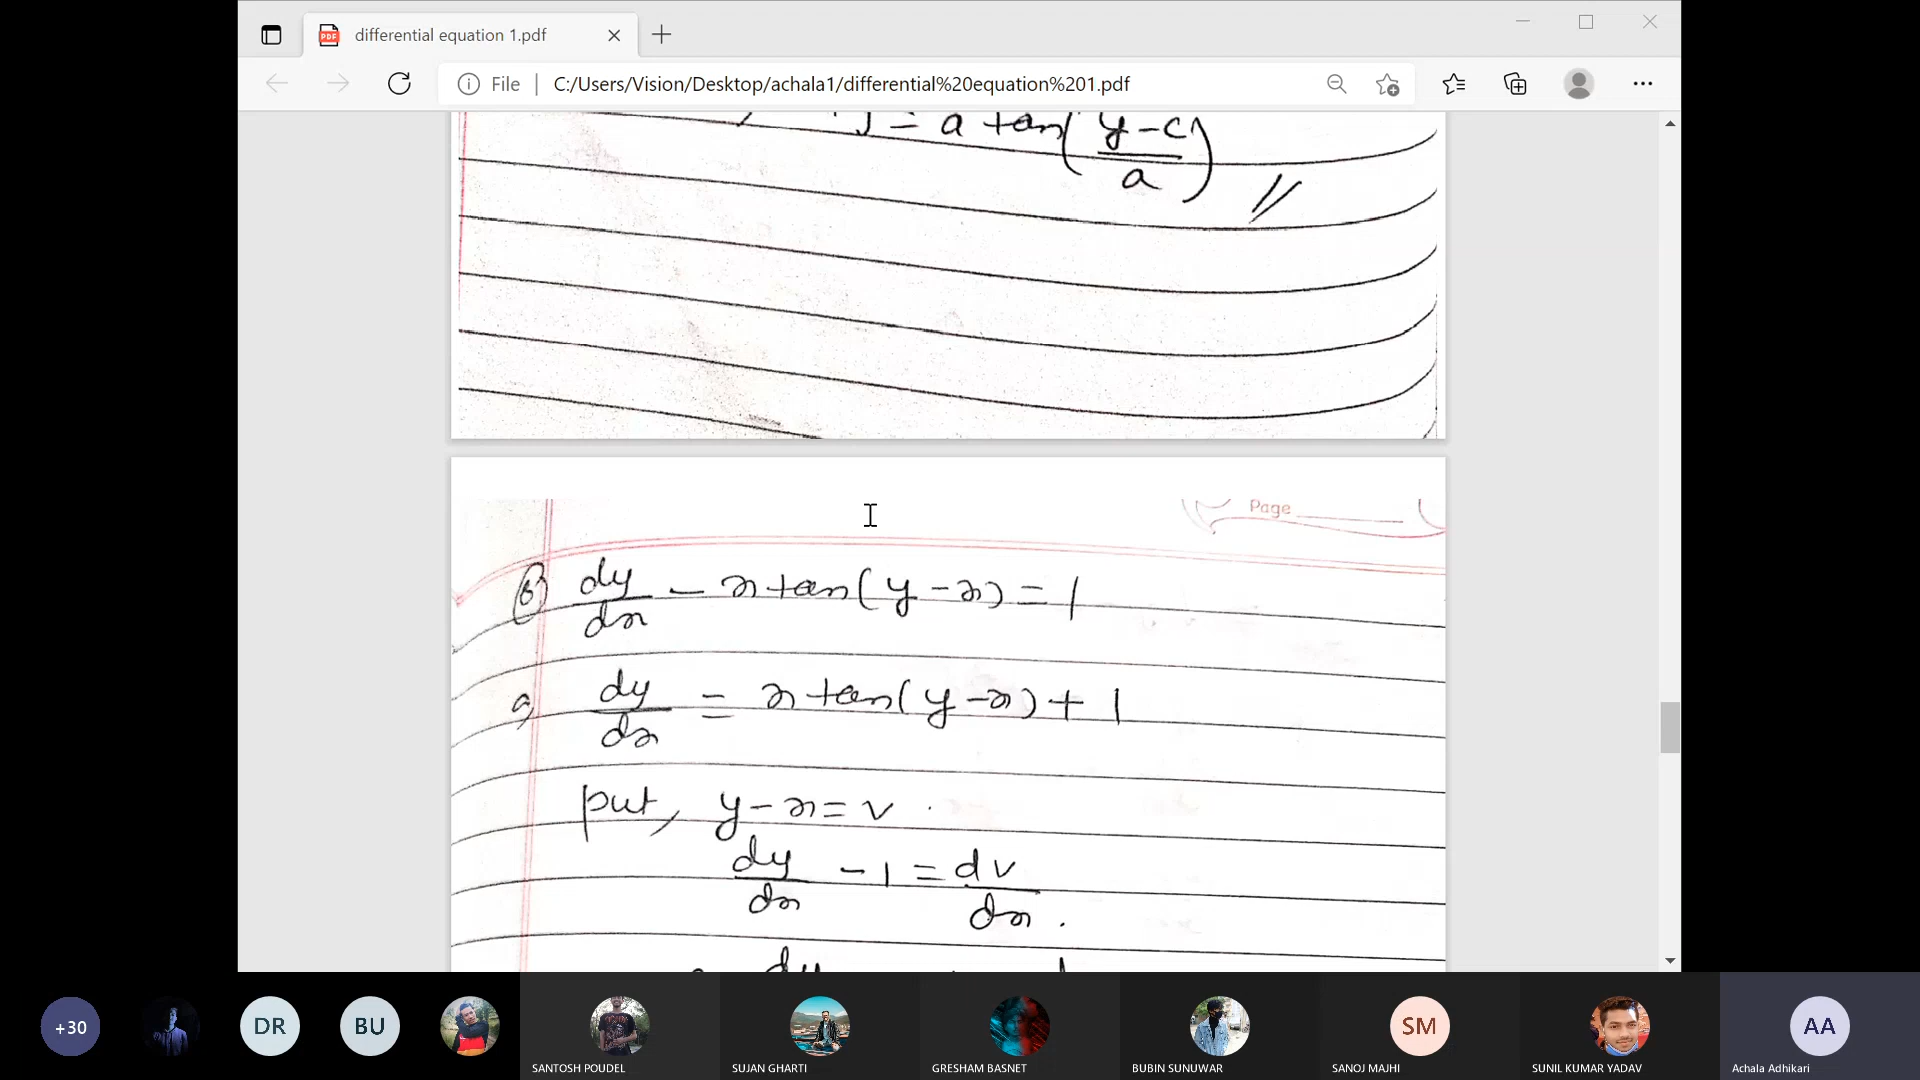 differential equation 1.pdf
File
C:/Users/Vision/Desktop/achala1/differential%20equation%201.pdf
= a tan(y-c/a) //
Page
(b) dy/dx - x tan(y-x) = 1
dy/dx = x tan(y-x) + 1
put, y-x = v
dy/dx - 1 = dv/dx .
+30
DR
BU
SANTOSH POUDEL
SUJAN GHARTI
GRESHAM BASNET
BUBIN SUNUWAR
SM
SANOJ MAJHI
SUNIL KUMAR YADAV
AA
Achala Adhikari